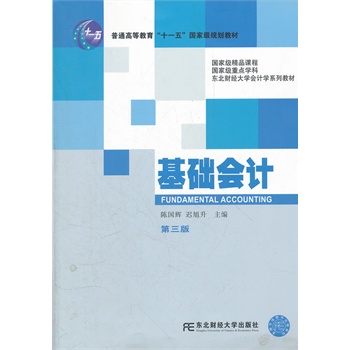 十一五
普通高等教育“十一五”国家级规划教材
国家级精品课程
国家级重点学科
东北财经大学会计学系列教材
基础会计
FUNDAMENTAL ACCOUNTING
陈国辉 迟旭升 主编
第三版
东北财经大学出版社